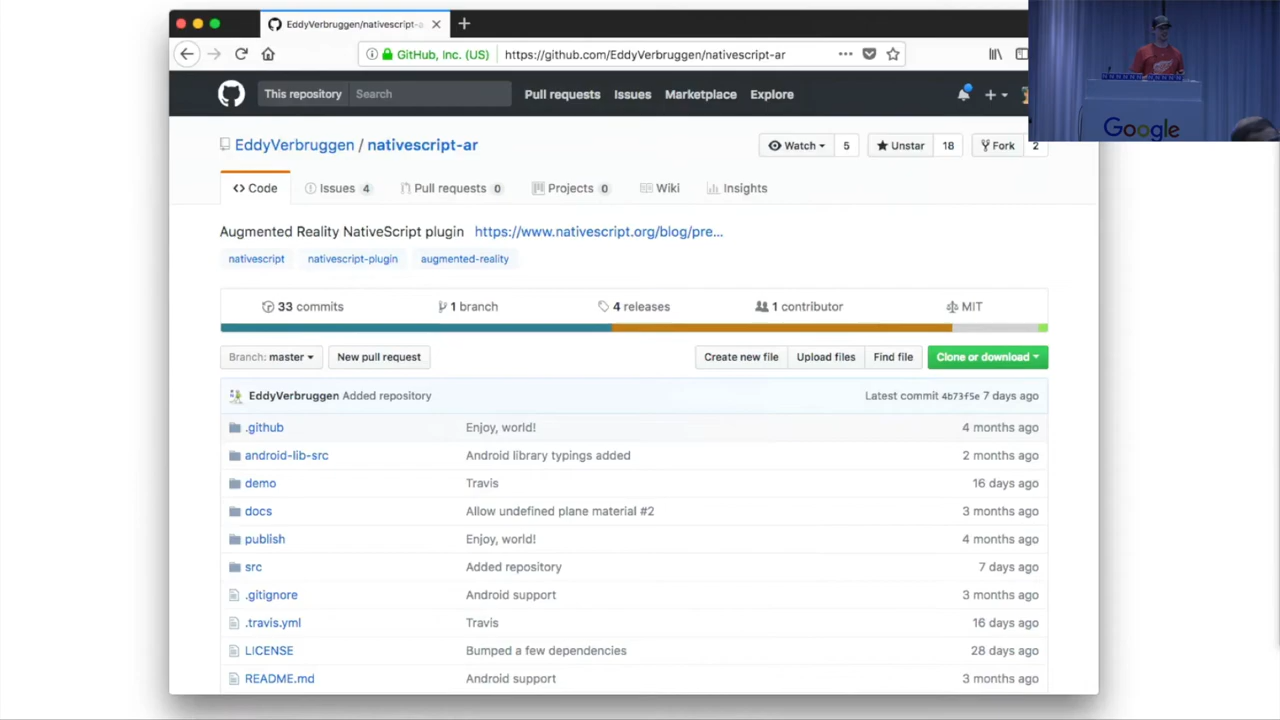 EddyVerbruggen/nativescript-a
GitHub, Inc. (US) https://github.com/EddyVerbruggen/nativescript-ar
This repository Search Pull requests Issues Marketplace Explore
Google
EddyVerbruggen / nativescript-ar
Watch 5 Unstar 18 Fork 2
Code Issues 4 Pull requests 0 Projects 0 Wiki Insights
Augmented Reality NativeScript plugin https://www.nativescript.org/blog/pre...
nativescript nativescript-plugin augmented-reality
33 commits 1 branch 4 releases 1 contributor MIT
Branch: master New pull request Create new file Upload files Find file Clone or download
EddyVerbruggen Added repository Latest commit 4b73f5e 7 days ago
.github Enjoy, world! 4 months ago
android-lib-src Android library typings added 2 months ago
demo Travis 16 days ago
docs Allow undefined plane material #2 3 months ago
publish Enjoy, world! 4 months ago
src Added repository 7 days ago
.gitignore Android support 3 months ago
.travis.yml Travis 16 days ago
LICENSE Bumped a few dependencies 28 days ago
README.md Android support 3 months ago